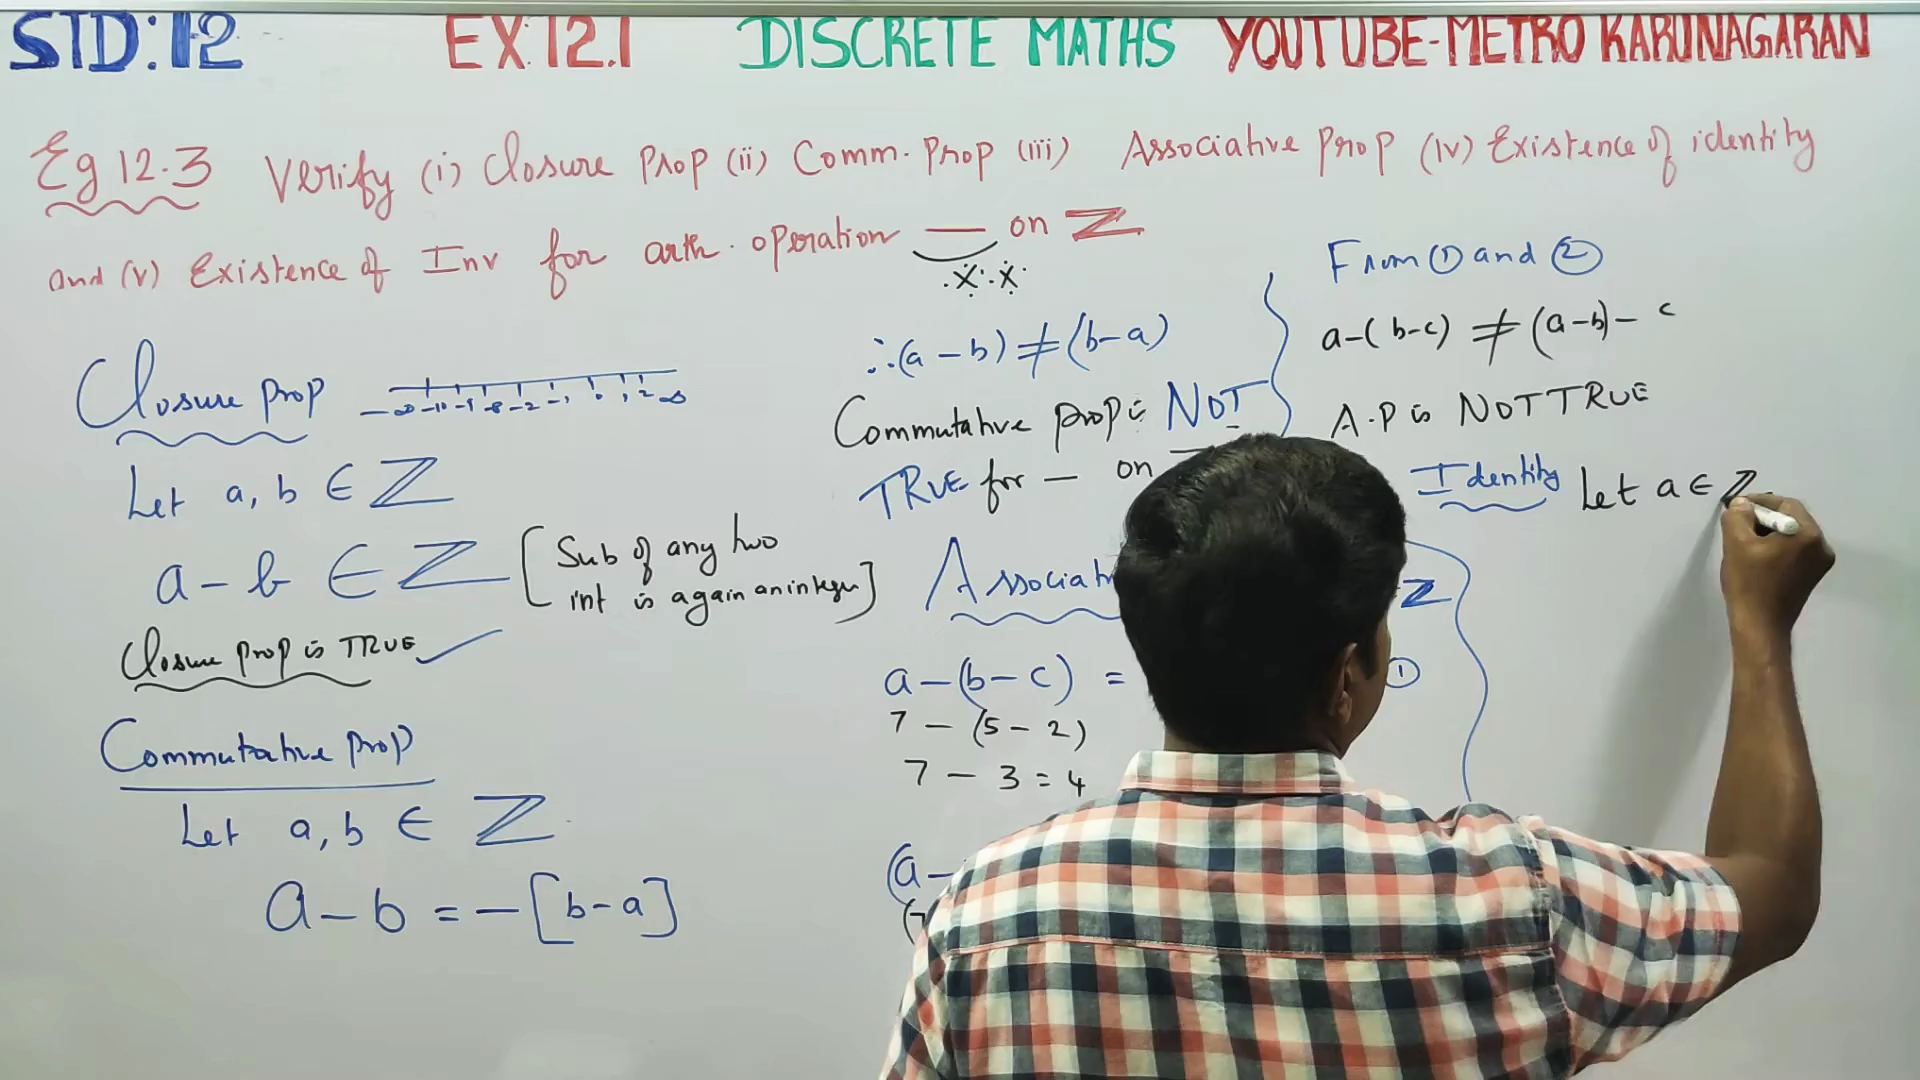 STD:12 EX:12.1 DISCRETE MATHS YOUTUBE-METRO KARUNAGARAN
Eg 12.3 Verify (i) Closure Prop (ii) Comm. Prop (iii) Associative Prop (iv) Existence of identity
and (v) Existence of Inv for arth. operation — on ℤ
Closure Prop
Let a, b ∈ ℤ
a - b ∈ ℤ [Sub of any two
int is again an integer]
Closure prop is TRUE ✓
Commutative Prop
Let a, b ∈ ℤ
a - b = - [b - a]
∴ (a - b) ≠ (b - a)
Commutative prop is NOT
TRUE for — on
Associati
ℤ
a - (b - c) =
①
7 - (5 - 2)
7 - 3 = 4
(a -
From ① and ②
a - (b - c) ≠ (a - b) - c
A.P is NOT TRUE
Identity Let a ∈ ℤ